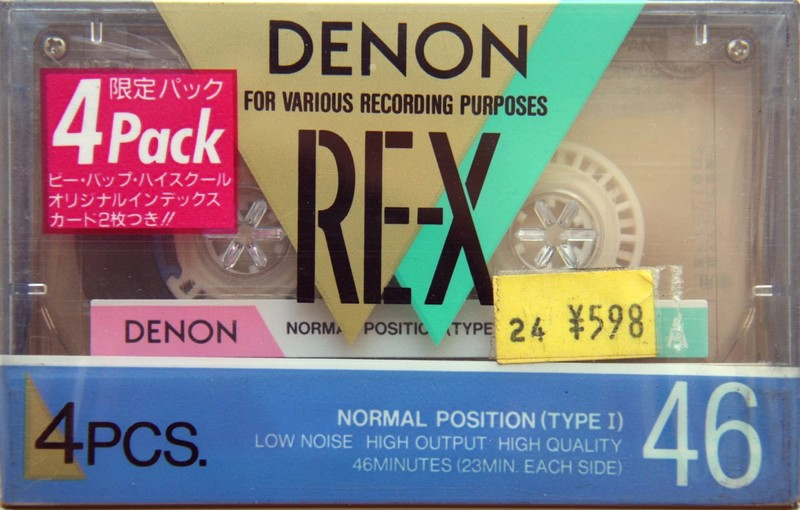 DENON
FOR VARIOUS RECORDING PURPOSES
RE-X
限定パック
4 Pack
ビー・バップ・ハイスクール
オリジナルインデックス
カード2枚つき!!
DENON
NORMAL POSITION (TYPE
24 ¥598
4PCS.
NORMAL POSITION (TYPE I)
LOW NOISE HIGH OUTPUT HIGH QUALITY
46MINUTES (23MIN. EACH SIDE)
46